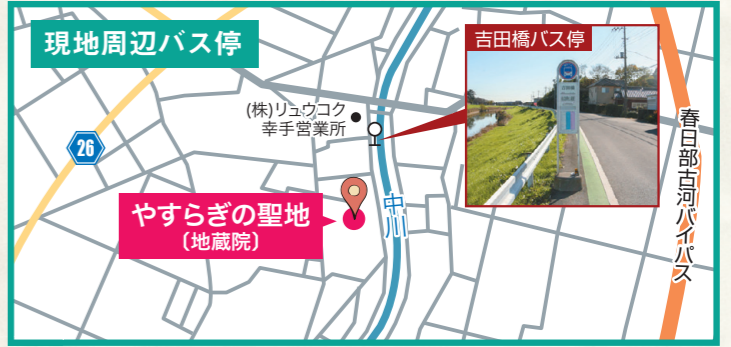 現地周辺バス停
吉田橋バス停
(株)リュウコク
幸手営業所
26
やすらぎの聖地
〔地蔵院〕
中川
春日部古河バイパス